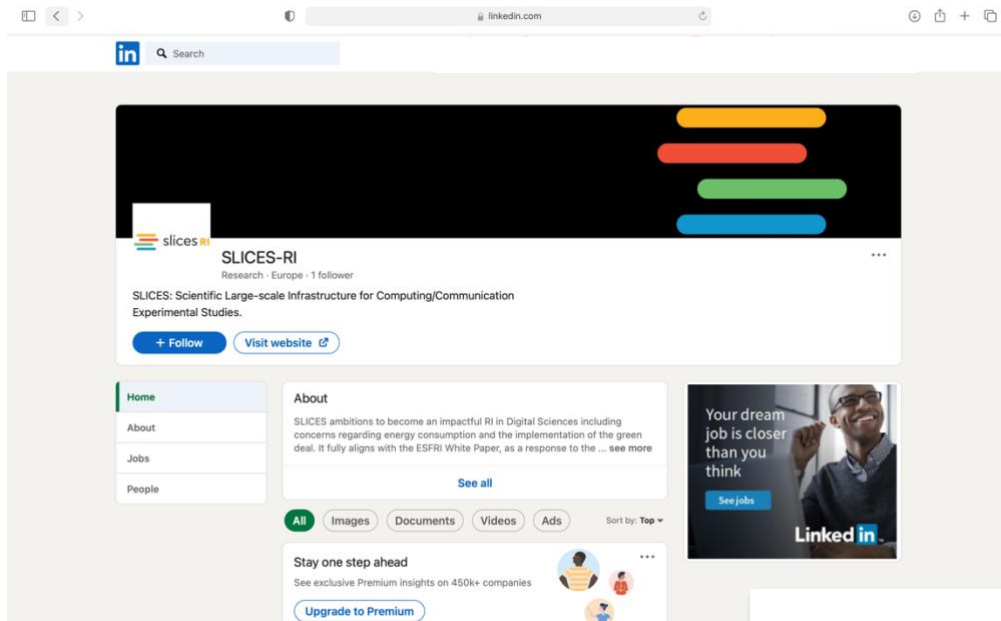 linkedin.com
in
Search
slices RI
SLICES-RI
Research · Europe · 1 follower
SLICES: Scientific Large-scale Infrastructure for Computing/Communication
Experimental Studies.
+ Follow
Visit website
Home
About
Jobs
People
About
SLICES ambitions to become an impactful RI in Digital Sciences including
concerns regarding energy consumption and the implementation of the green
deal. It fully aligns with the ESFRI White Paper, as a response to the ... see more
See all
All
Images
Documents
Videos
Ads
Sort by: Top
Stay one step ahead
See exclusive Premium insights on 450k+ companies
Upgrade to Premium
Your dream
job is closer
than you
think
See jobs
Linked in